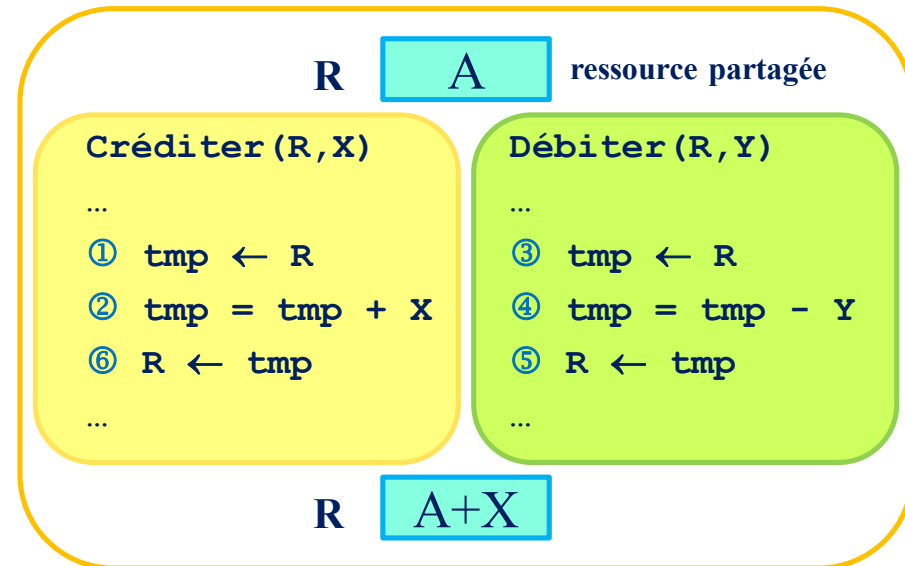 R A ressource partagée
Créditer(R,X)
…
① tmp ← R
② tmp = tmp + X
⑥ R ← tmp
…
Débiter(R,Y)
…
③ tmp ← R
④ tmp = tmp - Y
⑤ R ← tmp
…
R A+X